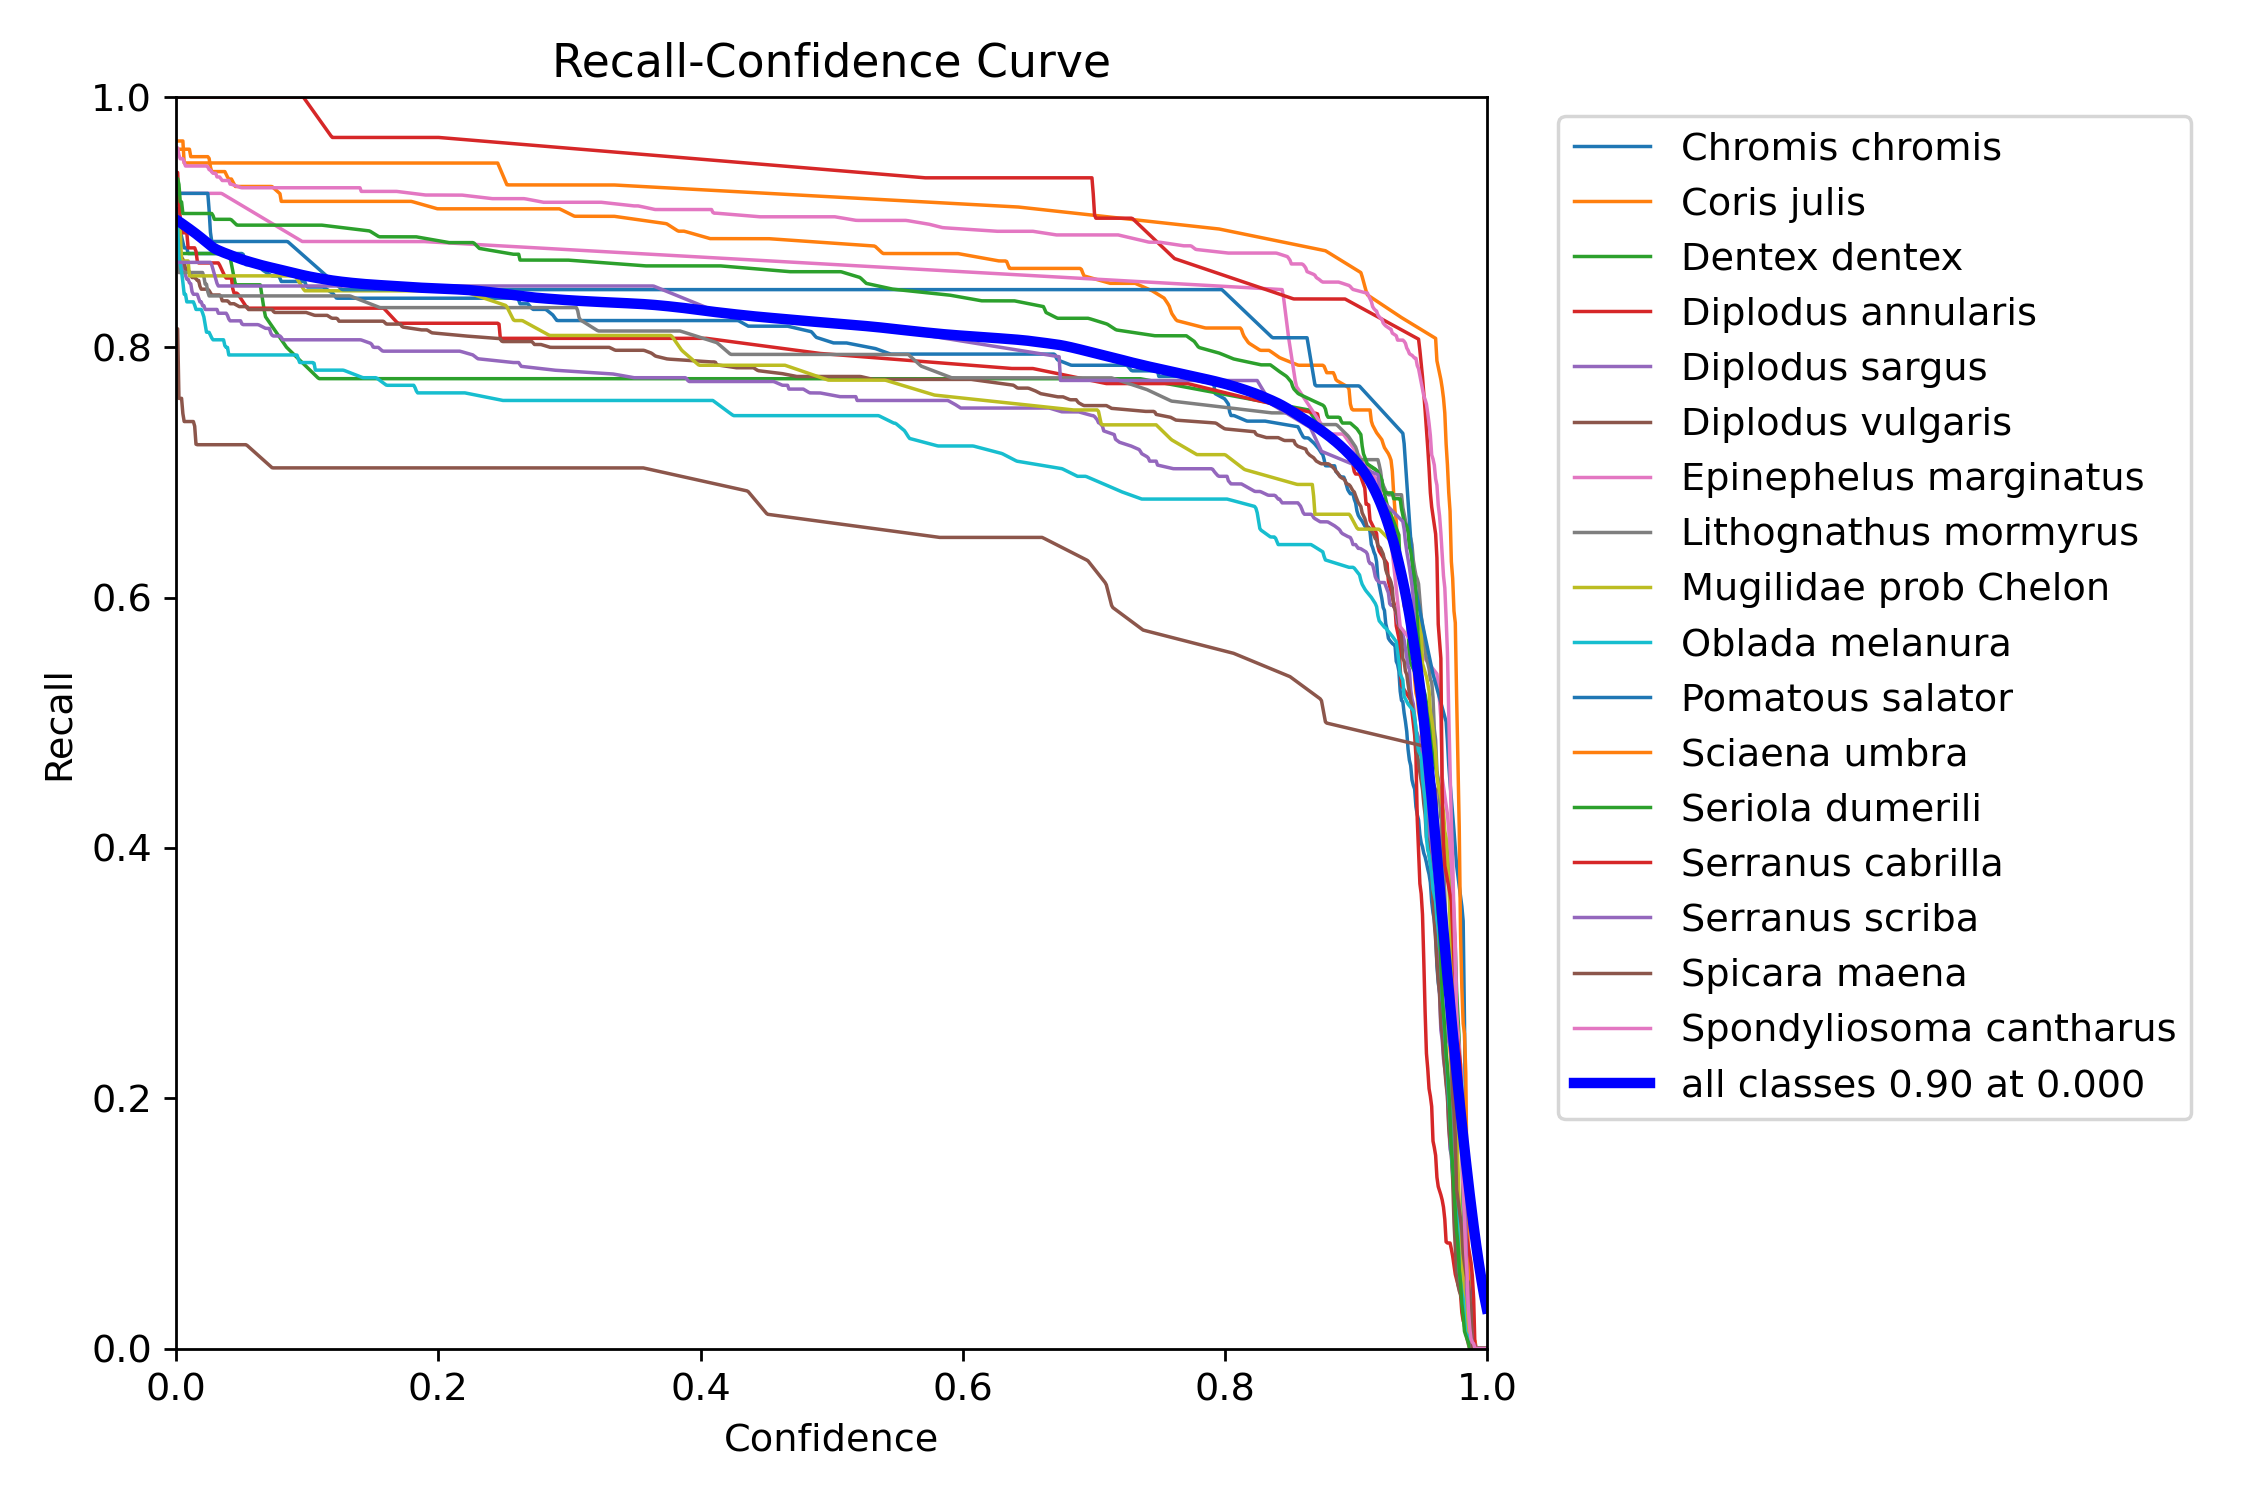 Recall-Confidence Curve
1.0
0.8
0.6
0.4
0.2
0.0
Recall
0.0 0.2 0.4 0.6 0.8 1.0
Confidence
Chromis chromis
Coris julis
Dentex dentex
Diplodus annularis
Diplodus sargus
Diplodus vulgaris
Epinephelus marginatus
Lithognathus mormyrus
Mugilidae prob Chelon
Oblada melanura
Pomatous salator
Sciaena umbra
Seriola dumerili
Serranus cabrilla
Serranus scriba
Spicara maena
Spondyliosoma cantharus
all classes 0.90 at 0.000